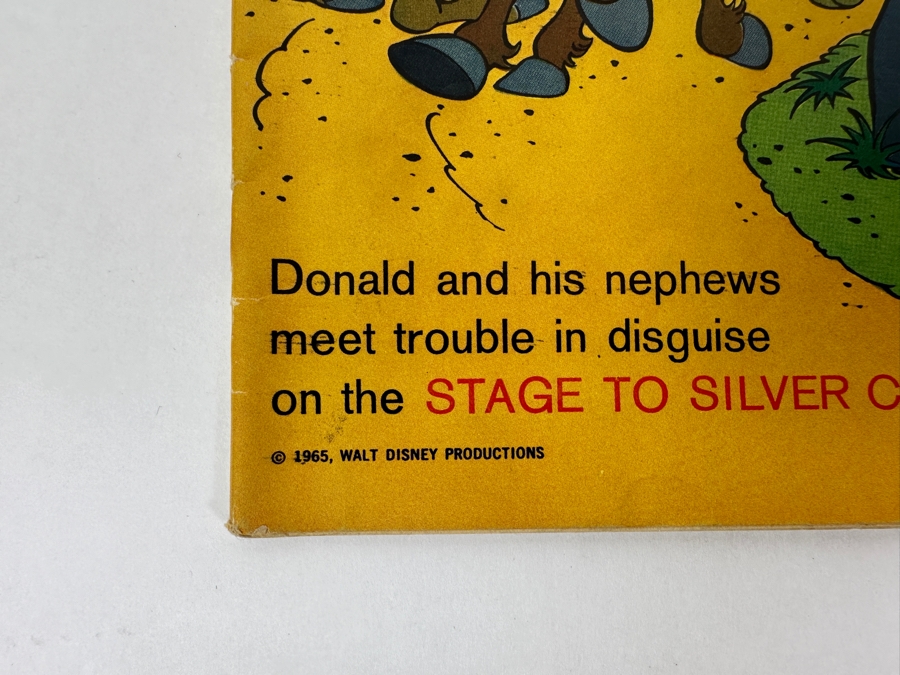 Donald and his nephews
meet trouble in disguise
on the STAGE TO SILVER
© 1965, WALT DISNEY PRODUCTIONS